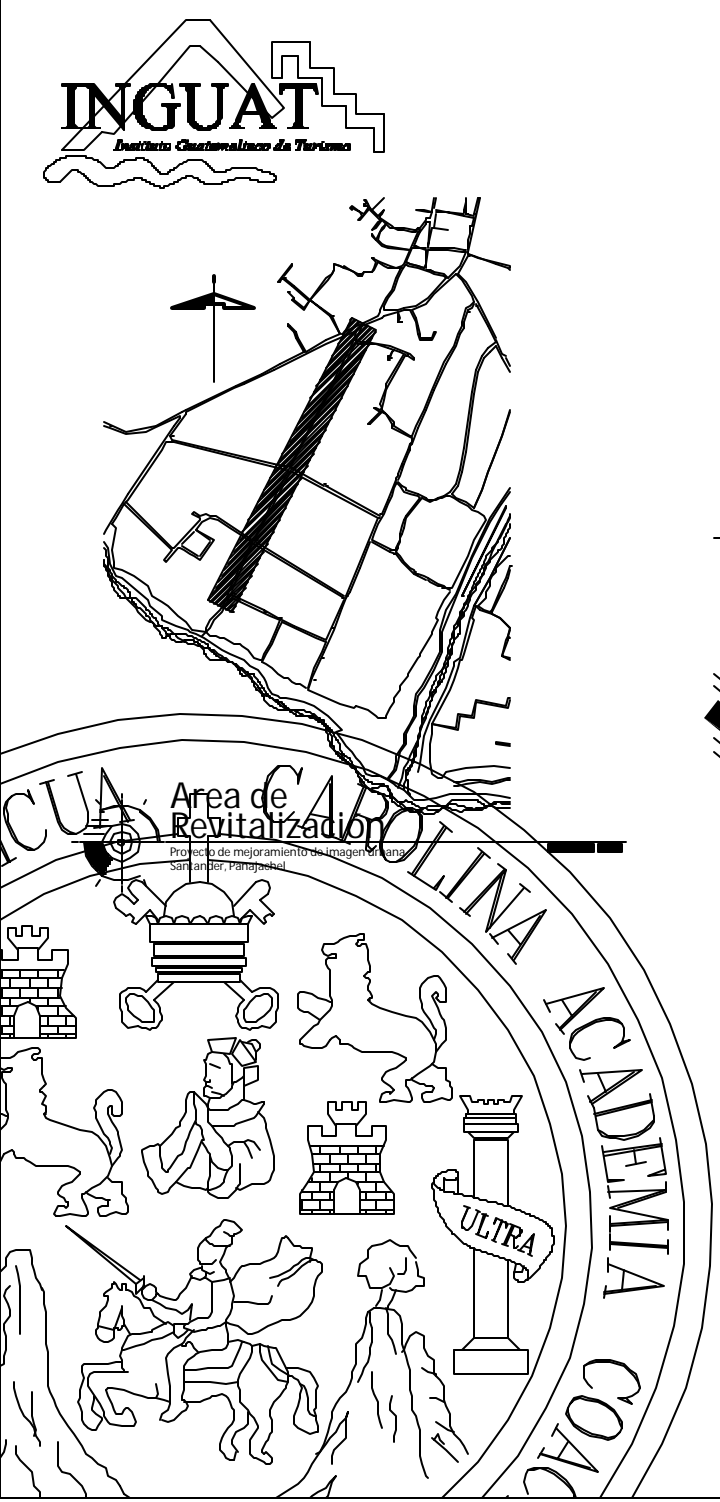 INGUAT
Instituto Guatemalteco de Turismo
Area de
Revitalizacion
Proyecto de mejoramiento de imagen urbana
Santander, Panajachel
CAROLINA ACADEMIA COAC
ULTRA